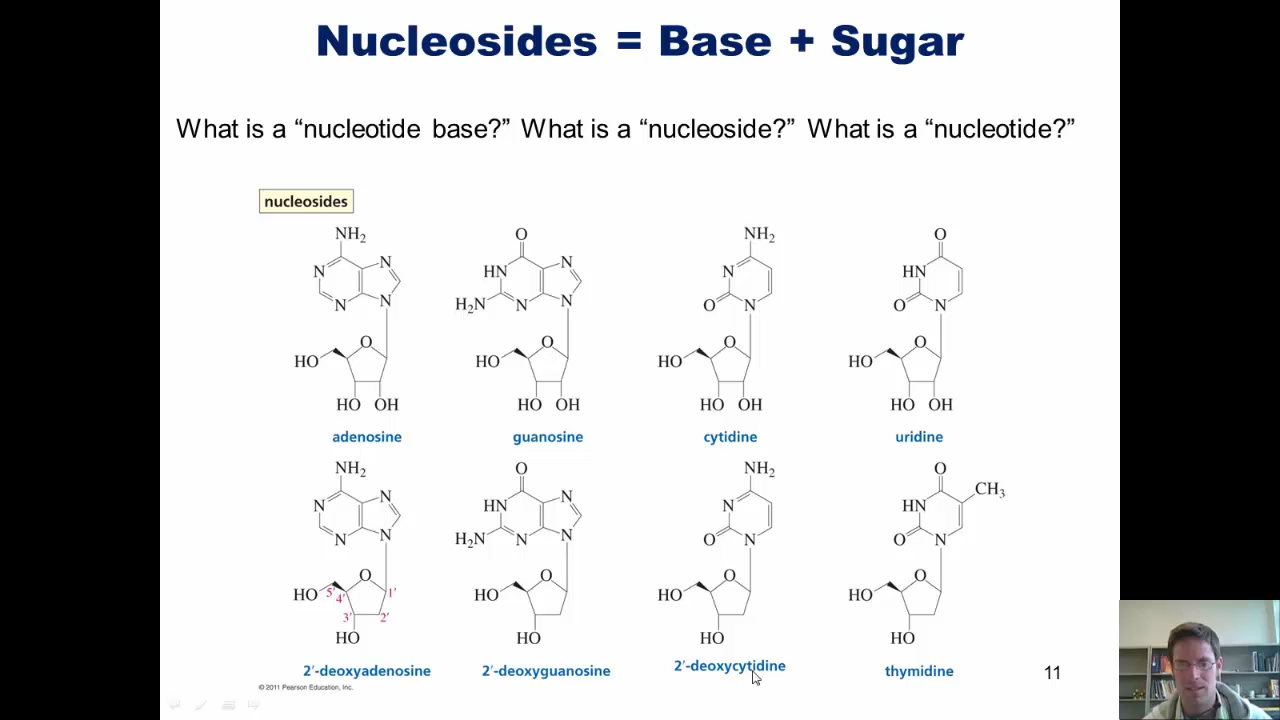 Nucleosides = Base + Sugar
What is a “nucleotide base?” What is a “nucleoside?” What is a “nucleotide?”
nucleosides
NH2 O NH2 O
N N HN N N HN
N N H2N N N O N O N
O O O O
HO HO HO HO
HO OH HO OH HO OH HO OH
adenosine guanosine cytidine uridine
NH2 O NH2 O
CH3
N N HN N N HN
N N H2N N N O N O N
O O O O
HO 5′ 4′ 1′ HO HO HO
3′ 2′
HO HO HO HO
2′-deoxyadenosine 2′-deoxyguanosine 2′-deoxycytidine thymidine
© 2011 Pearson Education, Inc.
11